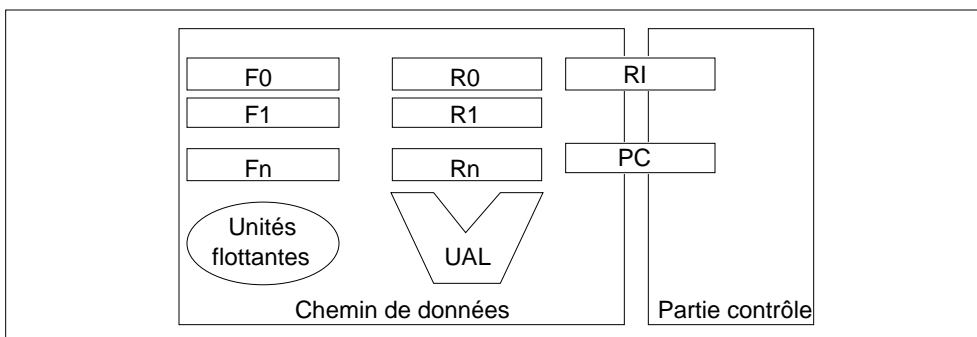 F0 R0 RI
F1 R1
Fn Rn PC
Unités
flottantes UAL
Chemin de données Partie contrôle